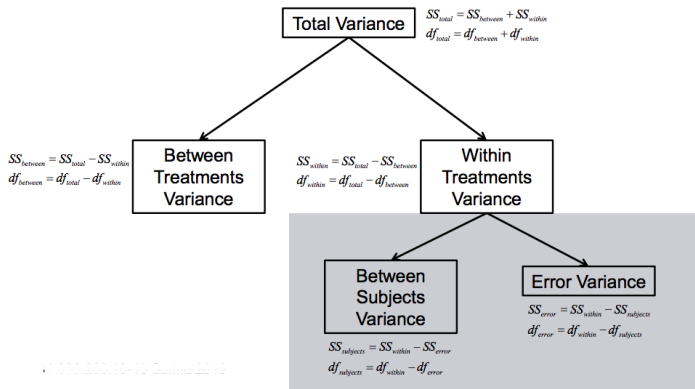 Total Variance
SS_total = SS_between + SS_within
df_total = df_between + df_within
SS_between = SS_total − SS_within
df_between = df_total − df_within
Between
Treatments
Variance
SS_within = SS_total − SS_between
df_within = df_total − df_between
Within
Treatments
Variance
Between
Subjects
Variance
SS_subjects = SS_within − SS_error
df_subjects = df_within − df_error
Error Variance
SS_error = SS_within − SS_subjects
df_error = df_within − df_subjects